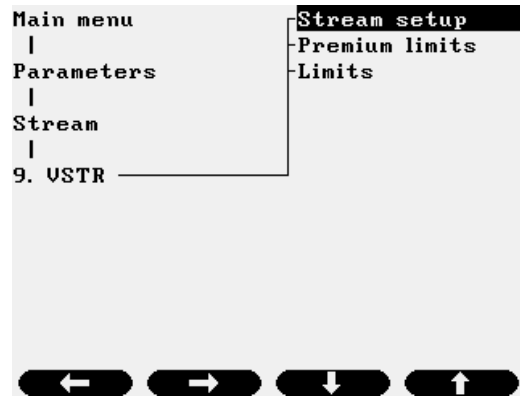 Main menu
Parameters
Stream
9. VSTR
Stream setup
Premium limits
Limits